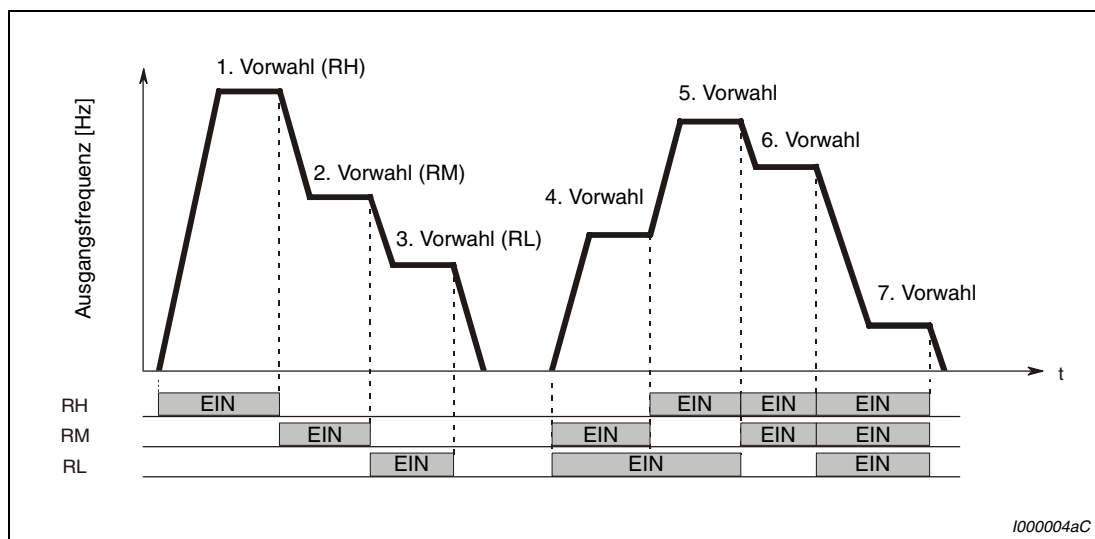 Ausgangsfrequenz [Hz]
1. Vorwahl (RH)
2. Vorwahl (RM)
3. Vorwahl (RL)
4. Vorwahl
5. Vorwahl
6. Vorwahl
7. Vorwahl
t
RH EIN EIN EIN EIN
RM EIN EIN EIN EIN
RL EIN EIN EIN
I000004aC